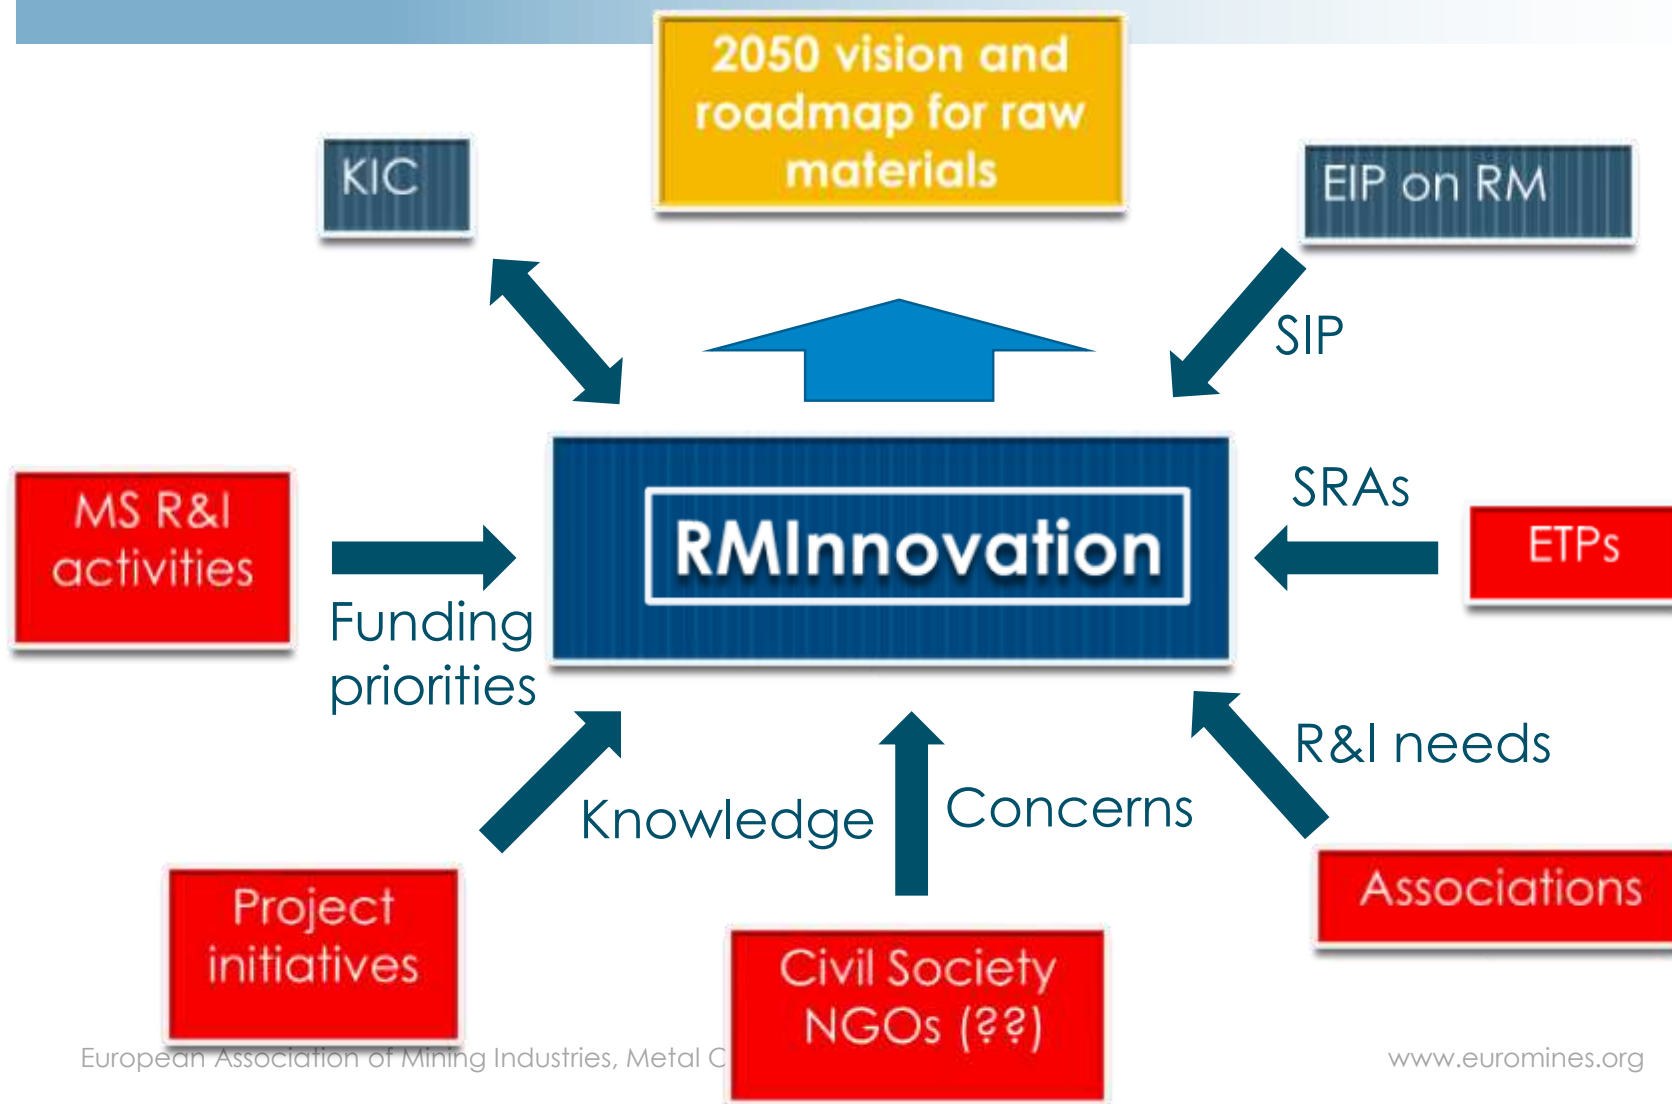 2050 vision and
roadmap for raw
materials
KIC
EIP on RM
SIP
MS R&I
activities
RMInnovation
SRAs
ETPs
Funding
priorities
R&I needs
Knowledge
Concerns
Project
initiatives
Civil Society
NGOs (??)
Associations
European Association of Mining Industries, Metal
www.euromines.org